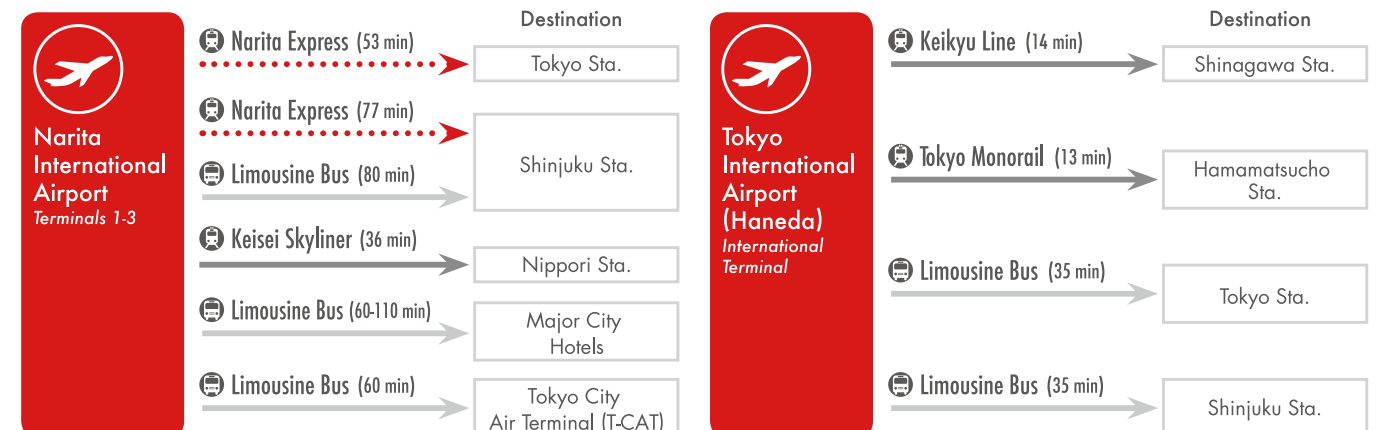 Narita
International
Airport
Terminals 1-3
Destination
Narita Express (53 min)
Tokyo Sta.
Narita Express (77 min)
Limousine Bus (80 min)
Shinjuku Sta.
Keisei Skyliner (36 min)
Nippori Sta.
Limousine Bus (60-110 min)
Major City
Hotels
Limousine Bus (60 min)
Tokyo City
Air Terminal (T-CAT)
Tokyo
International
Airport
(Haneda)
International
Terminal
Destination
Keikyu Line (14 min)
Shinagawa Sta.
Tokyo Monorail (13 min)
Hamamatsucho
Sta.
Limousine Bus (35 min)
Tokyo Sta.
Limousine Bus (35 min)
Shinjuku Sta.